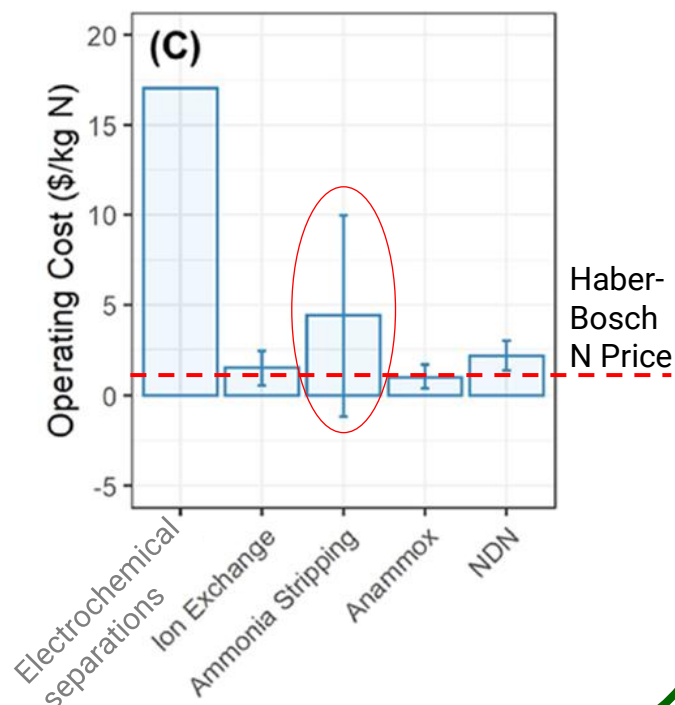 (C)
Operating Cost ($/kg N)
20
15
10
5
0
-5
Haber-
Bosch
N Price
Electrochemical
separations
Ion Exchange
Ammonia Stripping
Anammox
NDN